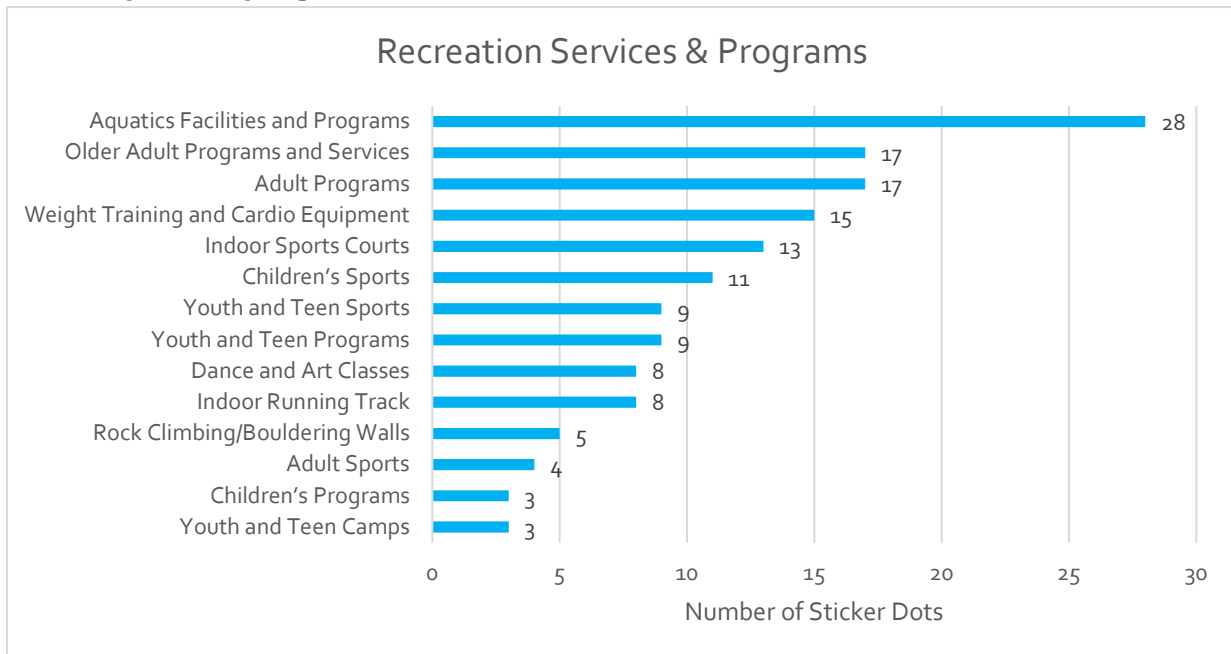 Recreation Services & Programs
Aquatics Facilities and Programs 28
Older Adult Programs and Services 17
Adult Programs 17
Weight Training and Cardio Equipment 15
Indoor Sports Courts 13
Children’s Sports 11
Youth and Teen Sports 9
Youth and Teen Programs 9
Dance and Art Classes 8
Indoor Running Track 8
Rock Climbing/Bouldering Walls 5
Adult Sports 4
Children’s Programs 3
Youth and Teen Camps 3
0 5 10 15 20 25 30
Number of Sticker Dots